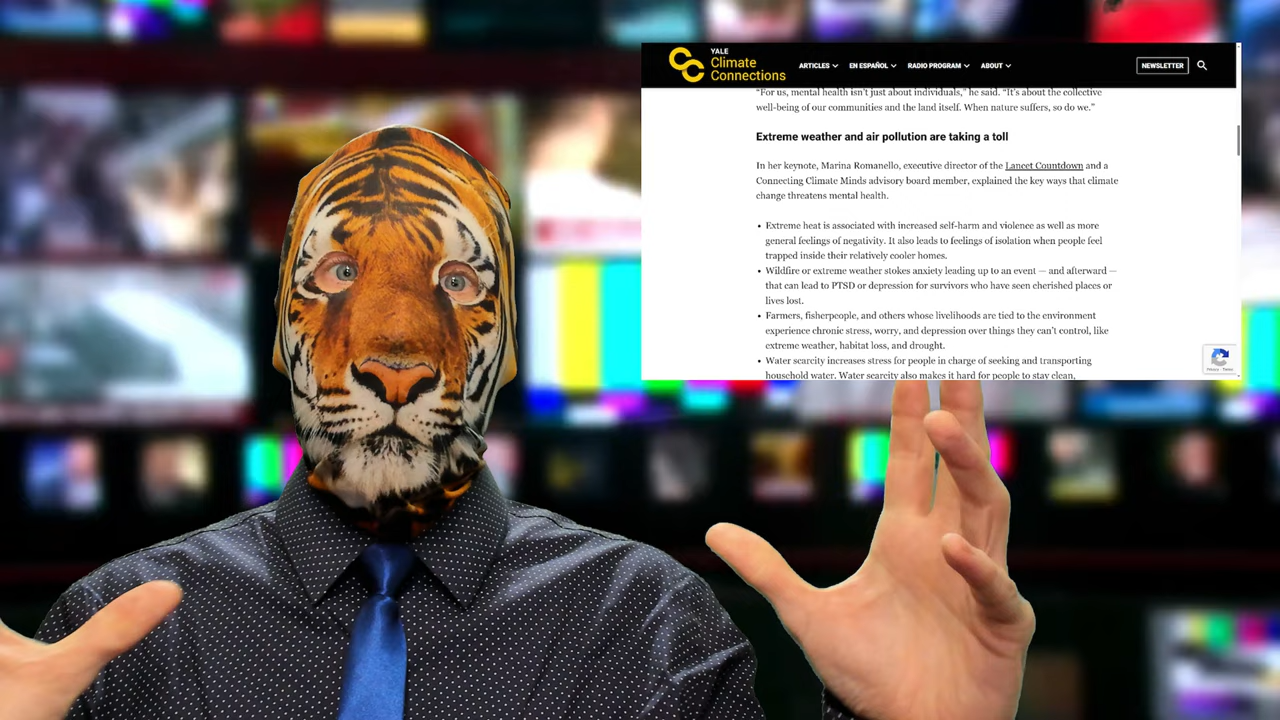 YALE
Climate
Connections
ARTICLES
EN ESPAÑOL
RADIO PROGRAM
ABOUT
NEWSLETTER
“For us, mental health isn’t just about individuals,” he said. “It’s about the collective
well-being of our communities and the land itself. When nature suffers, so do we.”
Extreme weather and air pollution are taking a toll
In her keynote, Marina Romanello, executive director of the Lancet Countdown and a
Connecting Climate Minds advisory board member, explained the key ways that climate
change threatens mental health.
• Extreme heat is associated with increased self-harm and violence as well as more
general feelings of negativity. It also leads to feelings of isolation when people feel
trapped inside their relatively cooler homes.
• Wildfire or extreme weather stokes anxiety leading up to an event — and afterward —
that can lead to PTSD or depression for survivors who have seen cherished places or
lives lost.
• Farmers, fisherpeople, and others whose livelihoods are tied to the environment
experience chronic stress, worry, and depression over things they can’t control, like
extreme weather, habitat loss, and drought.
• Water scarcity increases stress for people in charge of seeking and transporting
household water. Water scarcity also makes it hard for people to stay clean,
Privacy - Terms